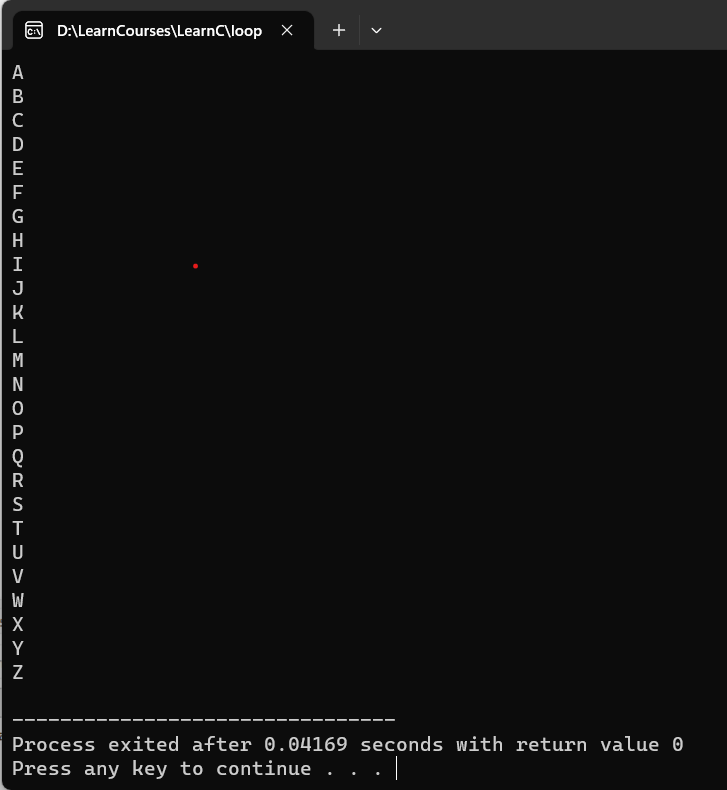 D:\LearnCourses\LearnC\loop
A
B
C
D
E
F
G
H
I
J
K
L
M
N
O
P
Q
R
S
T
U
V
W
X
Y
Z
--------------------------------
Process exited after 0.04169 seconds with return value 0
Press any key to continue . . .